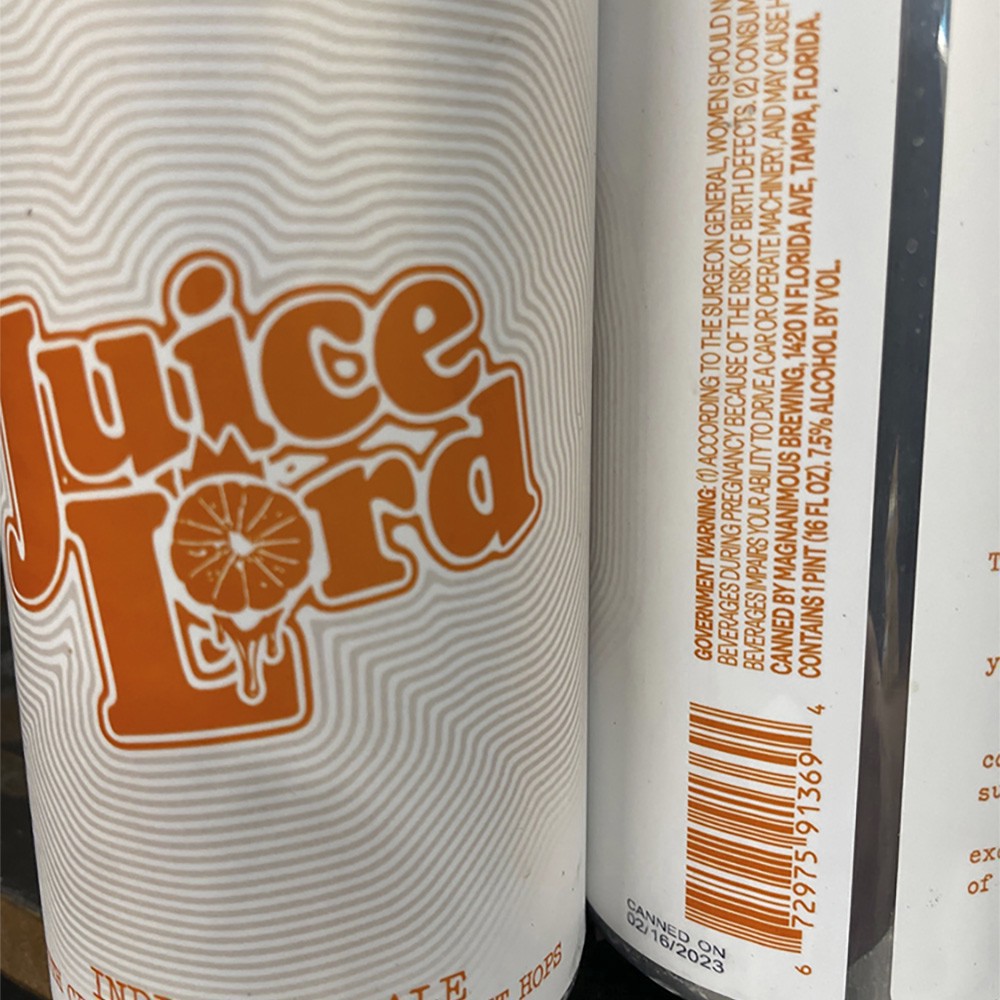 Juice
Lord
ALE
HOPS
GOVERNMENT WARNING: (1) ACCORDING TO THE SURGEON GENERAL, WOMEN SHOULD
BEVERAGES DURING PREGNANCY BECAUSE OF THE RISK OF BIRTH DEFECTS. (2)
BEVERAGES IMPAIRS YOUR ABILITY TO DRIVE A CAR OR OPERATE MACHINERY, AND MAY CAUSE
CANNED BY MAGNANIMOUS BREWING, 1420 N FLORIDA AVE, TAMPA, FLORIDA.
CONTAINS 1 PINT (16 FL OZ), 7.5% ALCOHOL BY VOL.
6 72975 91369 4
CANNED ON
02/16/2023
of